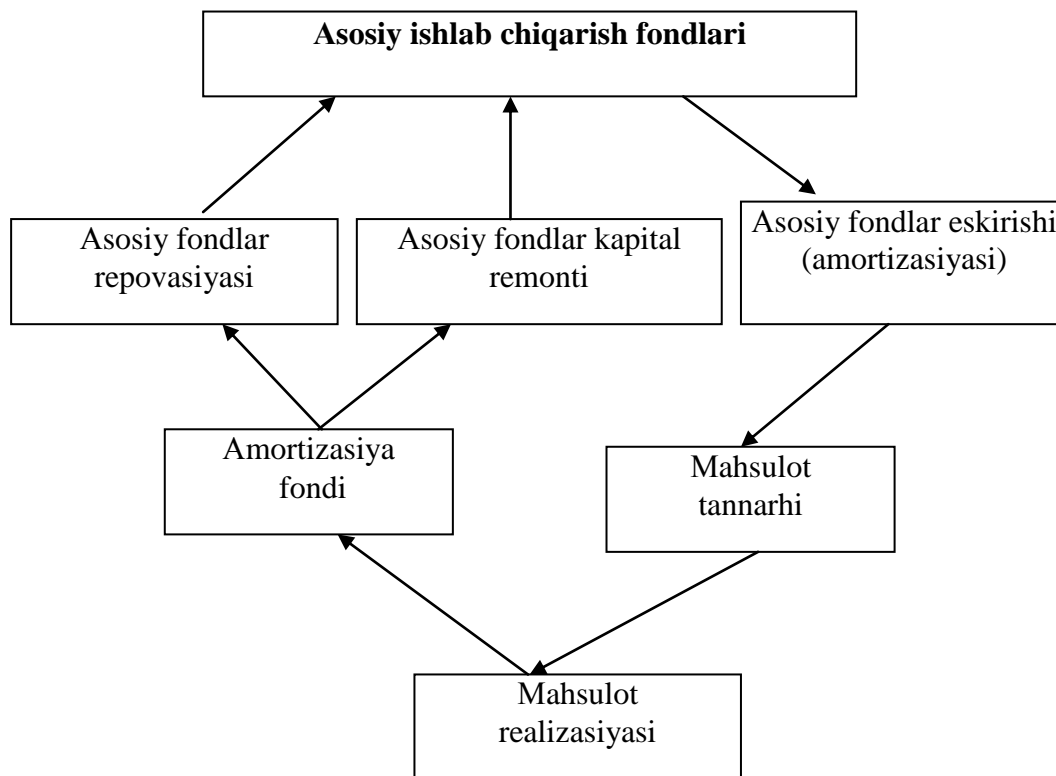 Asosiy ishlab chiqarish fondlari
Asosiy fondlar
repovasiyasi
Asosiy fondlar kapital
remonti
Asosiy fondlar eskirishi
(amortizasiyasi)
Amortizasiya
fondi
Mahsulot
tannarhi
Mahsulot
realizasiyasi